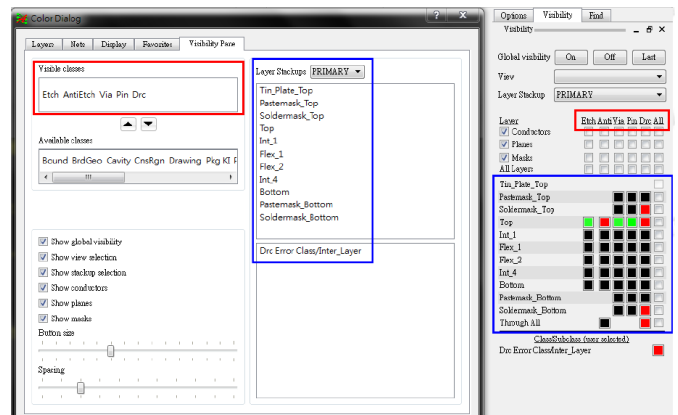 Color Dialog
?
X
Layers Nets Display Favorites Visibility Pane
Visible classes
Etch AntiEtch Via Pin Drc
Available classes
Bound BrdGeo Cavity CnsRgn Drawing Pkg KI
Show global visibility
Show view selection
Show stackup selection
Show conductors
Show planes
Show masks
Button size
Spacing
Layer Stackups PRIMARY
Tin_Plate_Top
Pastemask_Top
Soldermask_Top
Top
Int_1
Flex_1
Flex_2
Int_4
Bottom
Pastemask_Bottom
Soldermask_Bottom
Drc Error Class/Inter_Layer
Options Visibility Find
Visibility
Global visibility On Off Last
View
Layer Stackup PRIMARY
Layer Etch Anti Via Pin Drc All
Conductors
Planes
Masks
All Layers
Tin_Plate_Top
Pastemask_Top
Soldermask_Top
Top
Int_1
Flex_1
Flex_2
Int_4
Bottom
Pastemask_Bottom
Soldermask_Bottom
Through All
Class/Subclass (user selected)
Drc Error Class/Inter_Layer